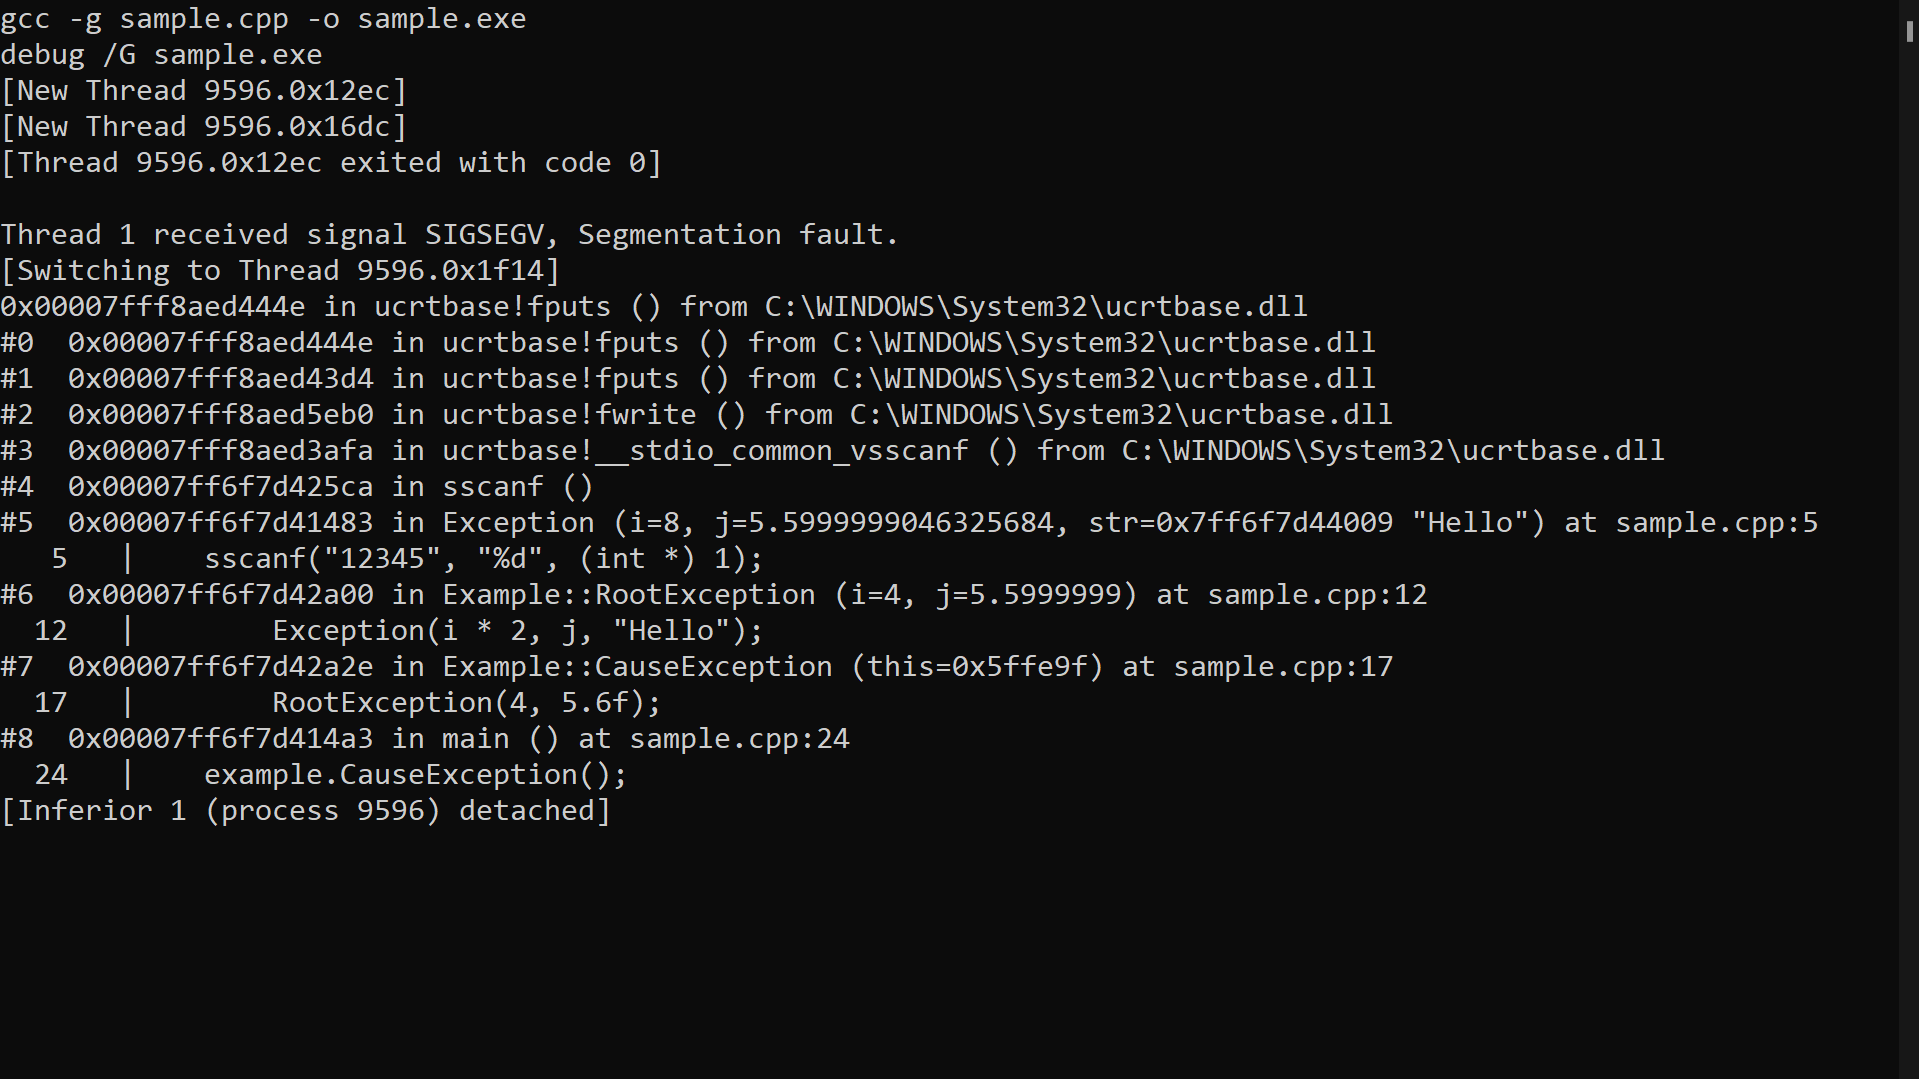 gcc -g sample.cpp -o sample.exe
debug /G sample.exe
[New Thread 9596.0x12ec]
[New Thread 9596.0x16dc]
[Thread 9596.0x12ec exited with code 0]

Thread 1 received signal SIGSEGV, Segmentation fault.
[Switching to Thread 9596.0x1f14]
0x00007fff8aed444e in ucrtbase!fputs () from C:\WINDOWS\System32\ucrtbase.dll
#0  0x00007fff8aed444e in ucrtbase!fputs () from C:\WINDOWS\System32\ucrtbase.dll
#1  0x00007fff8aed43d4 in ucrtbase!fputs () from C:\WINDOWS\System32\ucrtbase.dll
#2  0x00007fff8aed5eb0 in ucrtbase!fwrite () from C:\WINDOWS\System32\ucrtbase.dll
#3  0x00007fff8aed3afa in ucrtbase!__stdio_common_vsscanf () from C:\WINDOWS\System32\ucrtbase.dll
#4  0x00007ff6f7d425ca in sscanf ()
#5  0x00007ff6f7d41483 in Exception (i=8, j=5.5999999046325684, str=0x7ff6f7d44009 "Hello") at sample.cpp:5
   5   |    sscanf("12345", "%d", (int *) 1);
#6  0x00007ff6f7d42a00 in Example::RootException (i=4, j=5.5999999) at sample.cpp:12
  12   |        Exception(i * 2, j, "Hello");
#7  0x00007ff6f7d42a2e in Example::CauseException (this=0x5ffe9f) at sample.cpp:17
  17   |        RootException(4, 5.6f);
#8  0x00007ff6f7d414a3 in main () at sample.cpp:24
  24   |    example.CauseException();
[Inferior 1 (process 9596) detached]